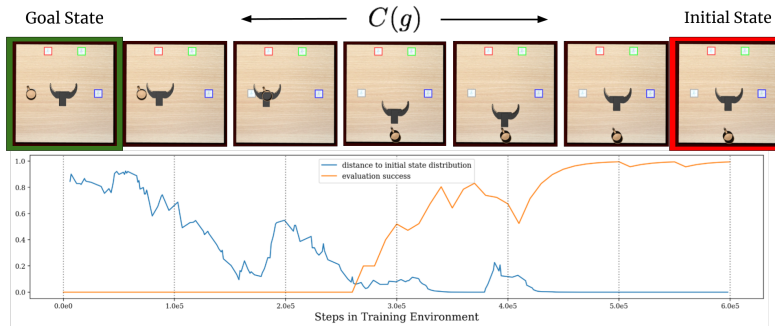 Goal State
C(g)
Initial State
distance to initial state distribution
evaluation success
1.0
0.8
0.6
0.4
0.2
0.0
0.0e0 1.0e5 2.0e5 3.0e5 4.0e5 5.0e5 6.0e5
Steps in Training Environment